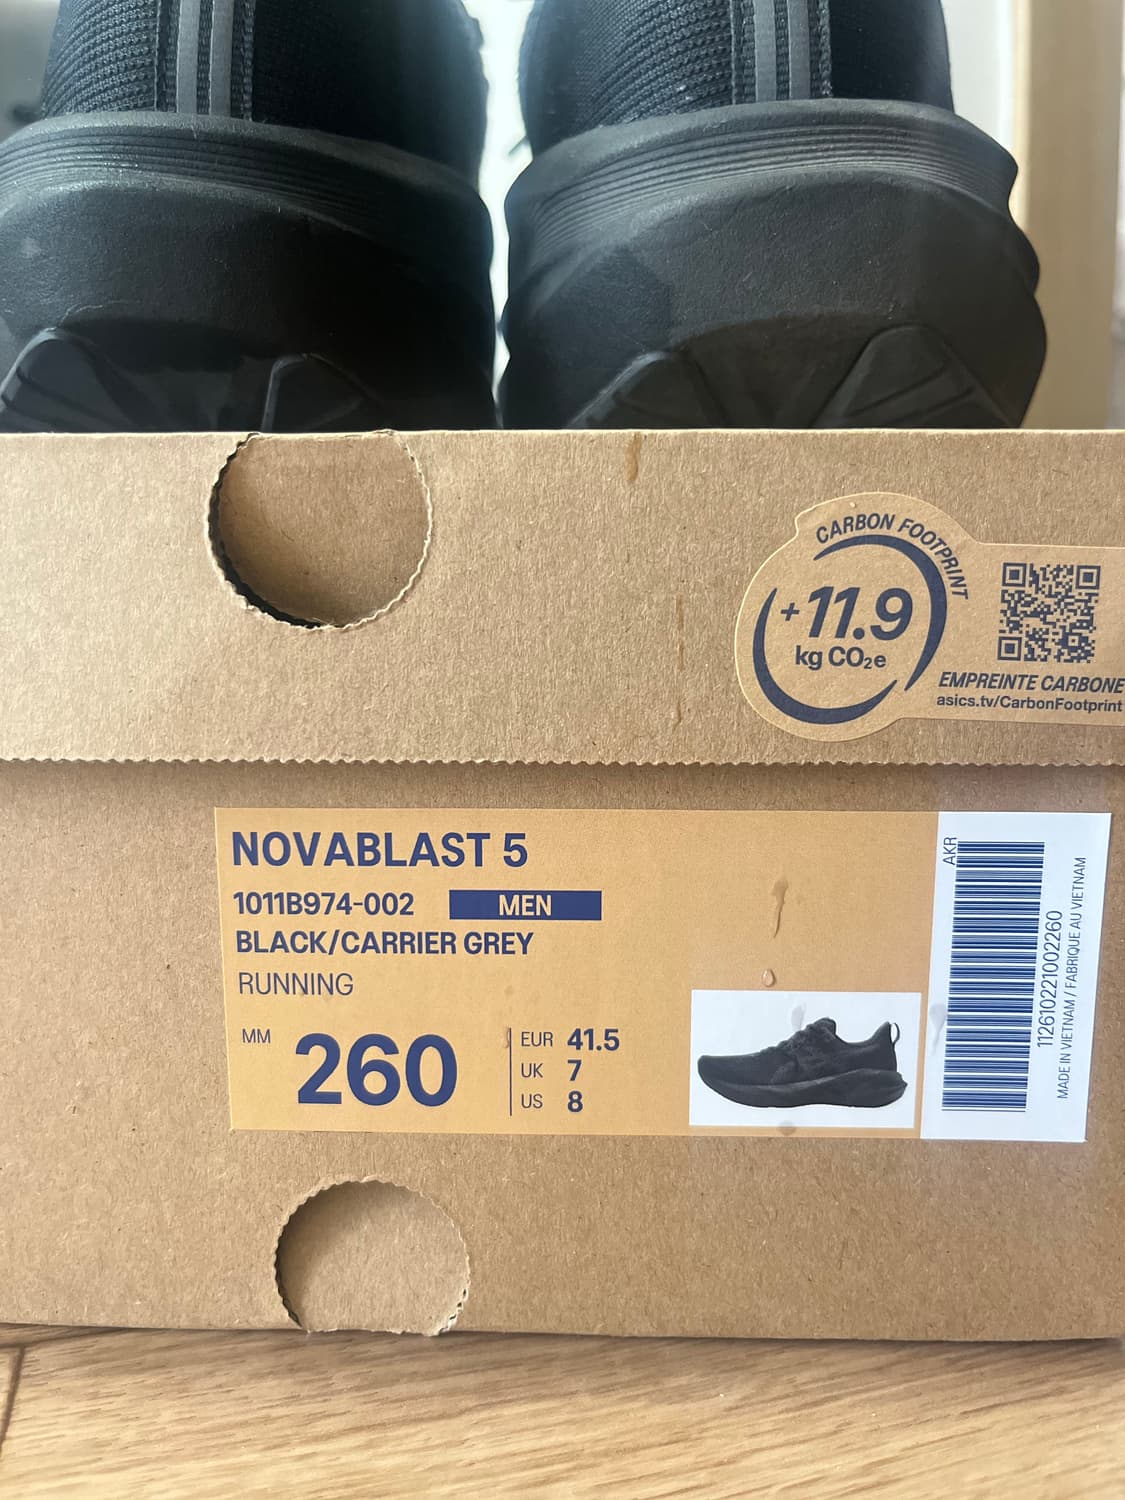 CARBON FOOTPRINT
+11.9
kg CO₂e
EMPREINTE CARBONE
asics.tv/CarbonFootprint
NOVABLAST 5
1011B974-002 MEN
BLACK/CARRIER GREY
RUNNING
MM 260
EUR 41.5
UK 7
US 8
AKR
112610221002260
MADE IN VIETNAM / FABRIQUE AU VIETNAM